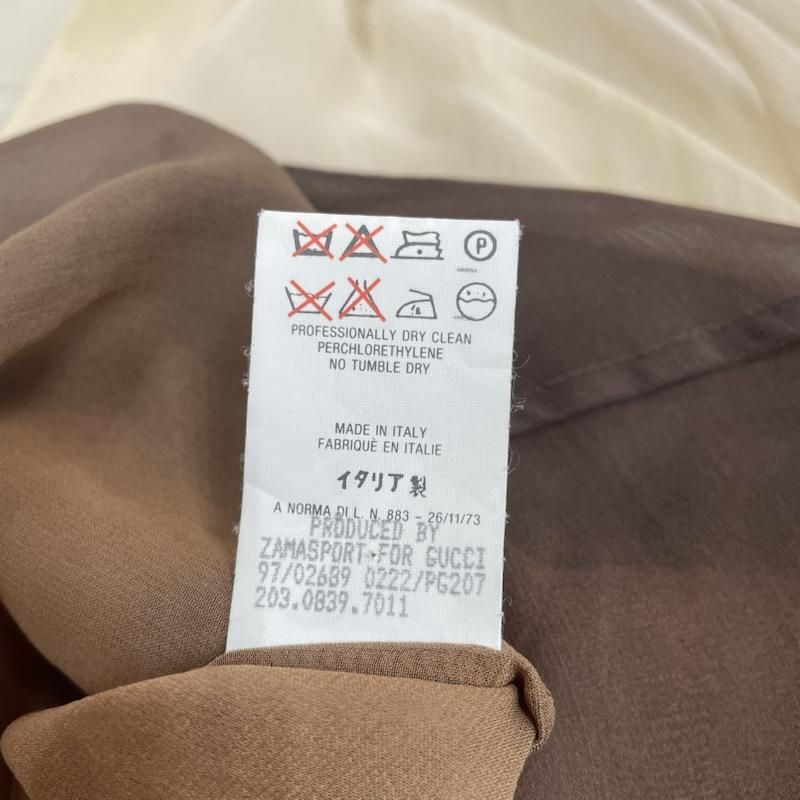 P
PROFESSIONALLY DRY CLEAN
PERCHLORETHYLENE
NO TUMBLE DRY
MADE IN ITALY
FABRIQUÈ EN ITALIE
イタリア製
A NORMA DI L. N. 883 - 26/11/73
PRODUCED BY
ZAMASPORT FOR GUCCI
97/02689 0222/PG207
203.0839.7011